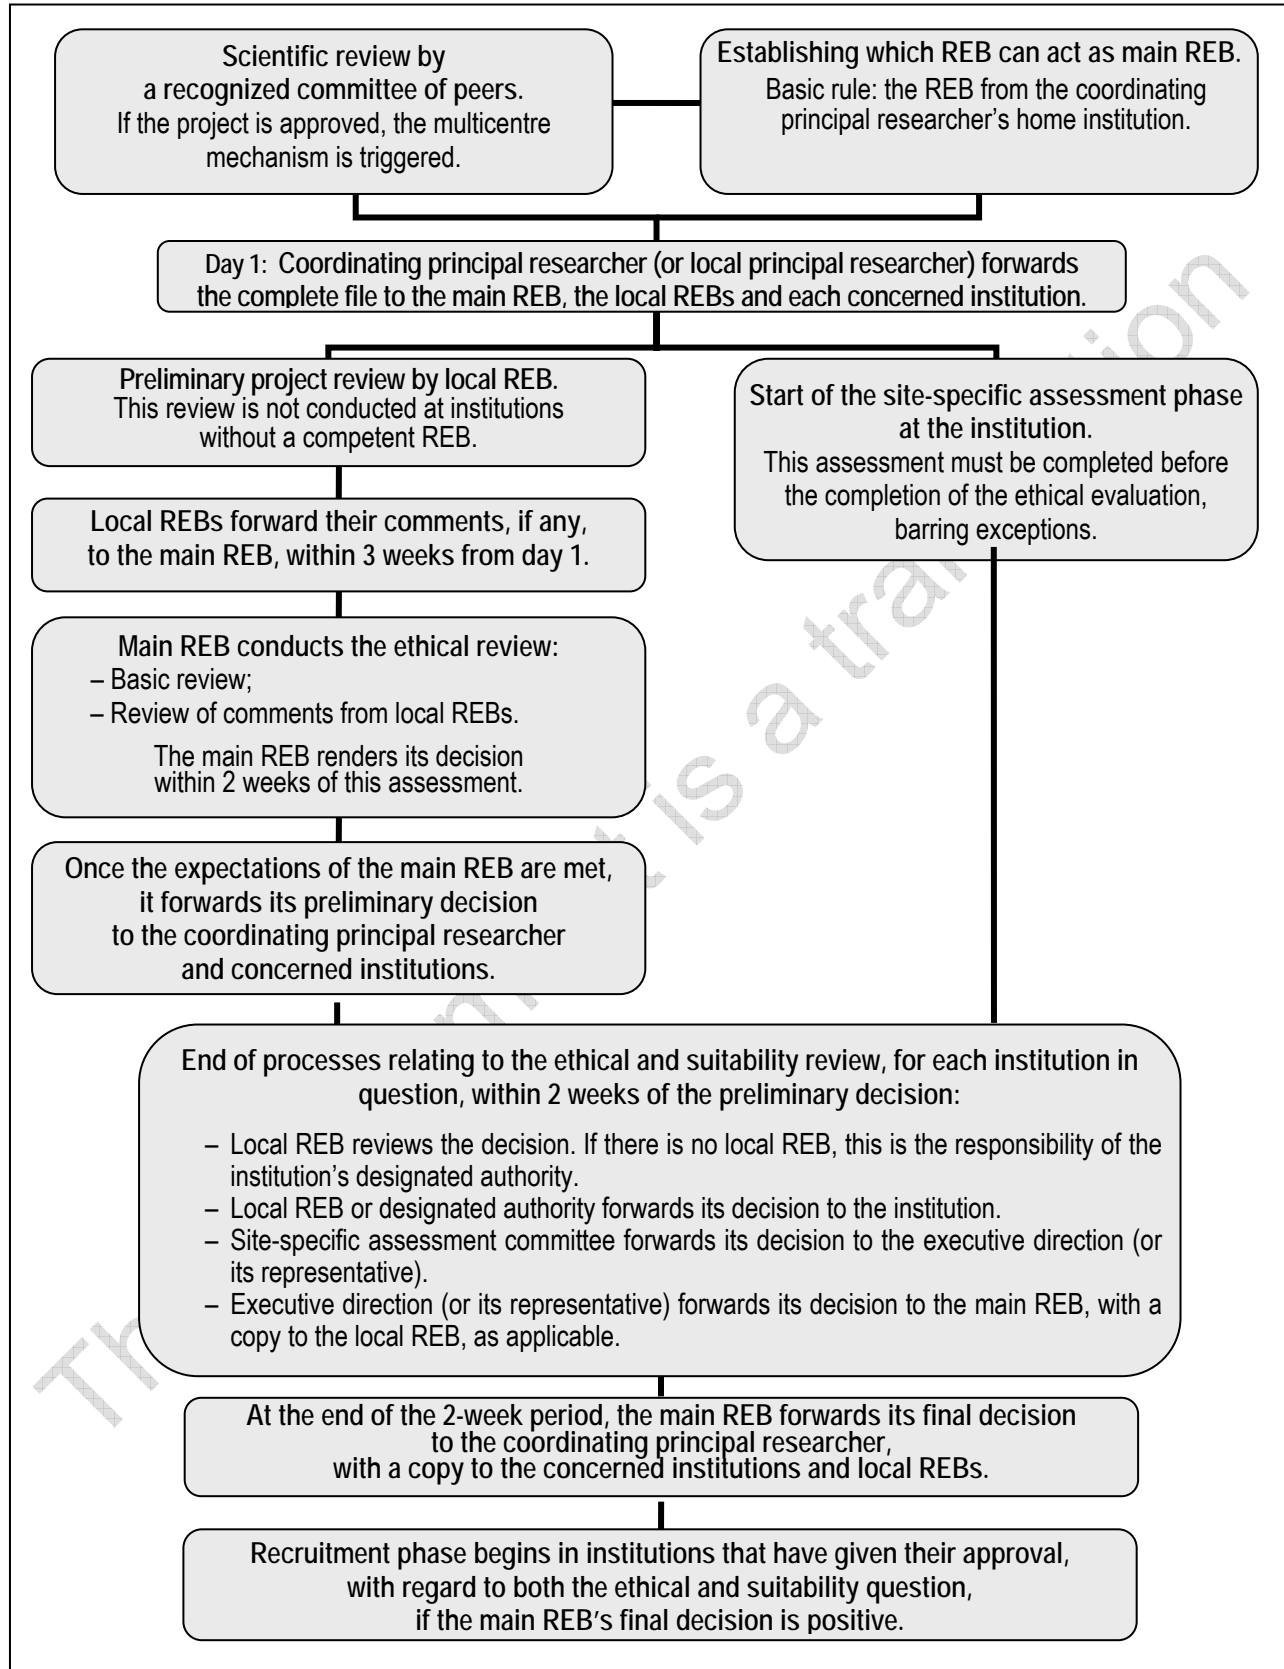 Scientific review by
a recognized committee of peers.
If the project is approved, the multicentre
mechanism is triggered.
Establishing which REB can act as main REB.
Basic rule: the REB from the coordinating
principal researcher's home institution.
Day 1: Coordinating principal researcher (or local principal researcher) forwards
the complete file to the main REB, the local REBs and each concerned institution.
Preliminary project review by local REB.
This review is not conducted at institutions
without a competent REB.
Start of the site-specific assessment phase
at the institution.
This assessment must be completed before
the completion of the ethical evaluation,
barring exceptions.
Local REBs forward their comments, if any,
to the main REB, within 3 weeks from day 1.
Main REB conducts the ethical review:
– Basic review;
– Review of comments from local REBs.
The main REB renders its decision
within 2 weeks of this assessment.
Once the expectations of the main REB are met,
it forwards its preliminary decision
to the coordinating principal researcher
and concerned institutions.
End of processes relating to the ethical and suitability review, for each institution in
question, within 2 weeks of the preliminary decision:
– Local REB reviews the decision. If there is no local REB, this is the responsibility of the
institution's designated authority.
– Local REB or designated authority forwards its decision to the institution.
– Site-specific assessment committee forwards its decision to the executive direction (or
its representative).
– Executive direction (or its representative) forwards its decision to the main REB, with a
copy to the local REB, as applicable.
At the end of the 2-week period, the main REB forwards its final decision
to the coordinating principal researcher,
with a copy to the concerned institutions and local REBs.
Recruitment phase begins in institutions that have given their approval,
with regard to both the ethical and suitability question,
if the main REB's final decision is positive.
is a